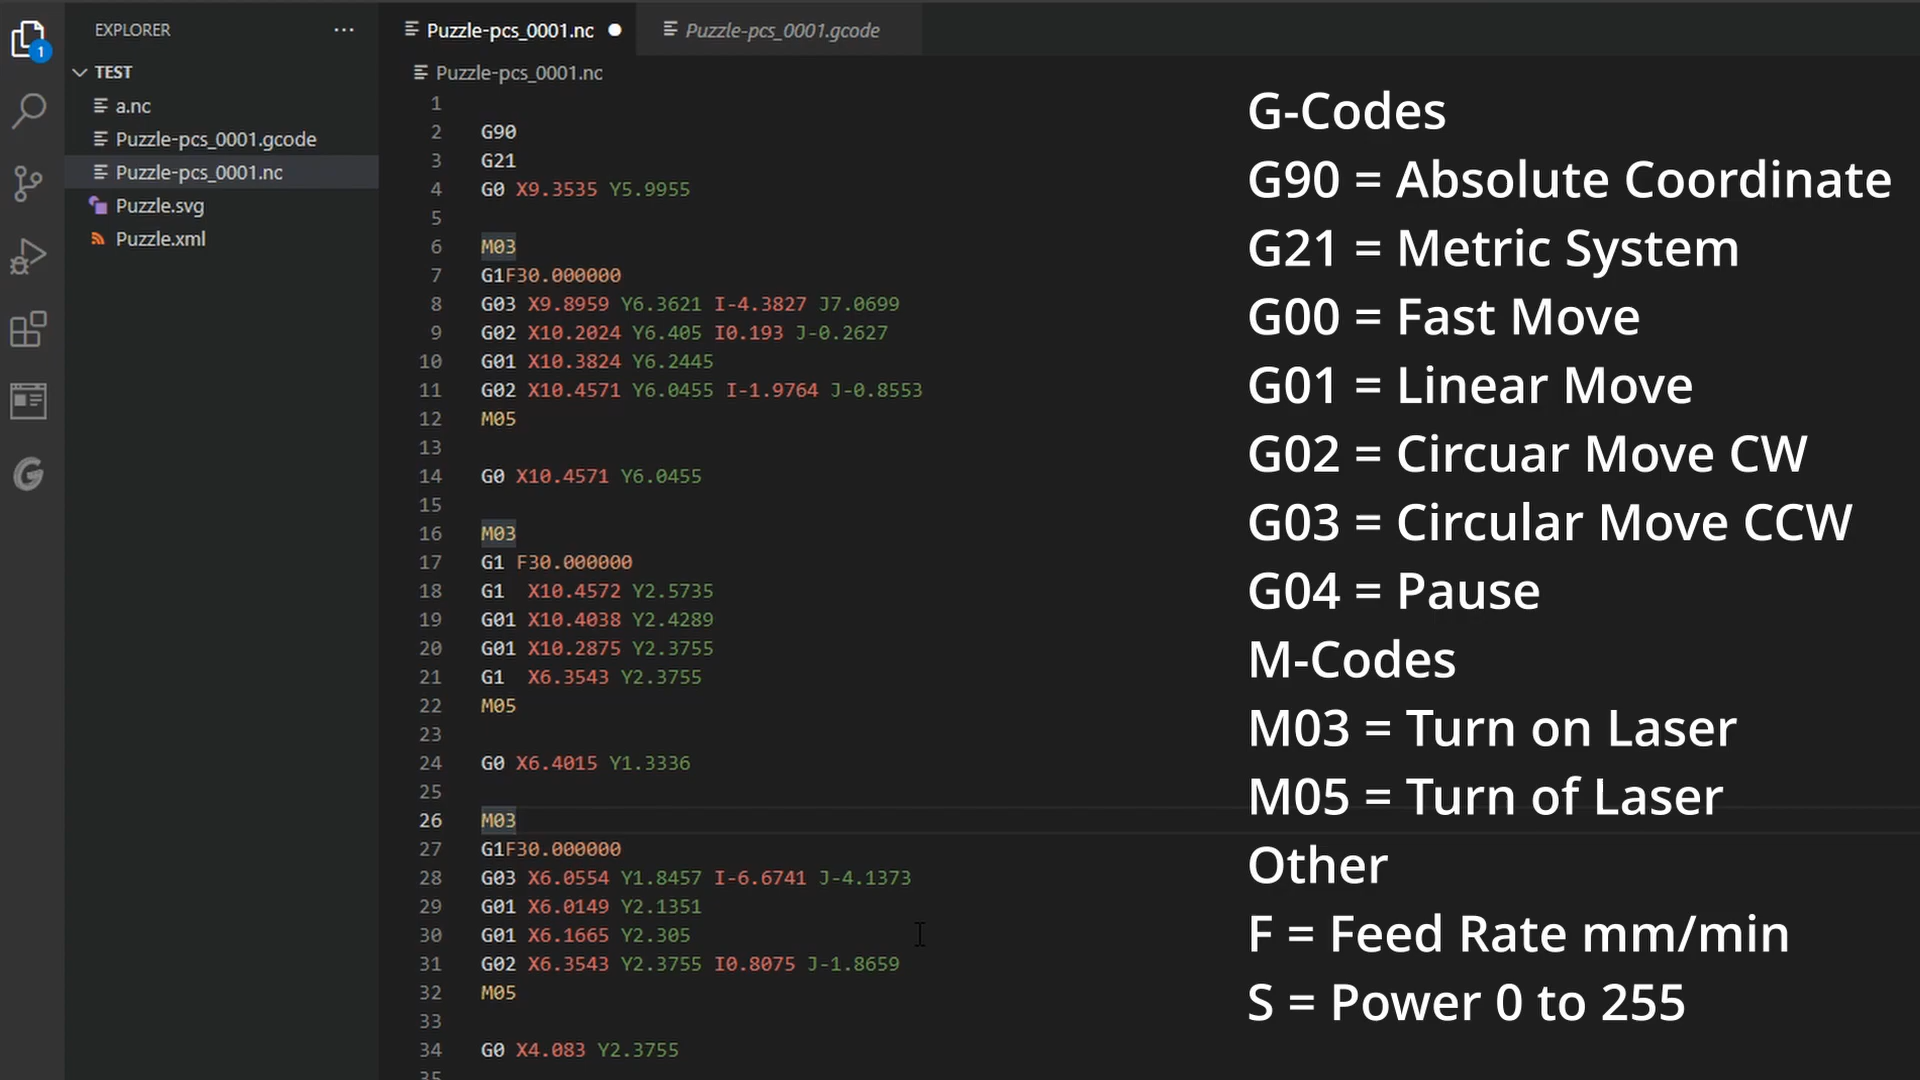 EXPLORER ...
TEST
a.nc
Puzzle-pcs_0001.gcode
Puzzle-pcs_0001.nc
Puzzle.svg
Puzzle.xml
1
Puzzle-pcs_0001.nc
Puzzle-pcs_0001.gcode
Puzzle-pcs_0001.nc
1
2 G90
3 G21
4 G0 X9.3535 Y5.9955
5
6 M03
7 G1F30.000000
8 G03 X9.8959 Y6.3621 I-4.3827 J7.0699
9 G02 X10.2024 Y6.405 I0.193 J-0.2627
10 G01 X10.3824 Y6.2445
11 G02 X10.4571 Y6.0455 I-1.9764 J-0.8553
12 M05
13
14 G0 X10.4571 Y6.0455
15
16 M03
17 G1 F30.000000
18 G1  X10.4572 Y2.5735
19 G01 X10.4038 Y2.4289
20 G01 X10.2875 Y2.3755
21 G1  X6.3543 Y2.3755
22 M05
23
24 G0 X6.4015 Y1.3336
25
26 M03
27 G1F30.000000
28 G03 X6.0554 Y1.8457 I-6.6741 J-4.1373
29 G01 X6.0149 Y2.1351
30 G01 X6.1665 Y2.305
31 G02 X6.3543 Y2.3755 I0.8075 J-1.8659
32 M05
33
34 G0 X4.083 Y2.3755
35
G-Codes
G90 = Absolute Coordinate
G21 = Metric System
G00 = Fast Move
G01 = Linear Move
G02 = Circuar Move CW
G03 = Circular Move CCW
G04 = Pause
M-Codes
M03 = Turn on Laser
M05 = Turn of Laser
Other
F = Feed Rate mm/min
S = Power 0 to 255